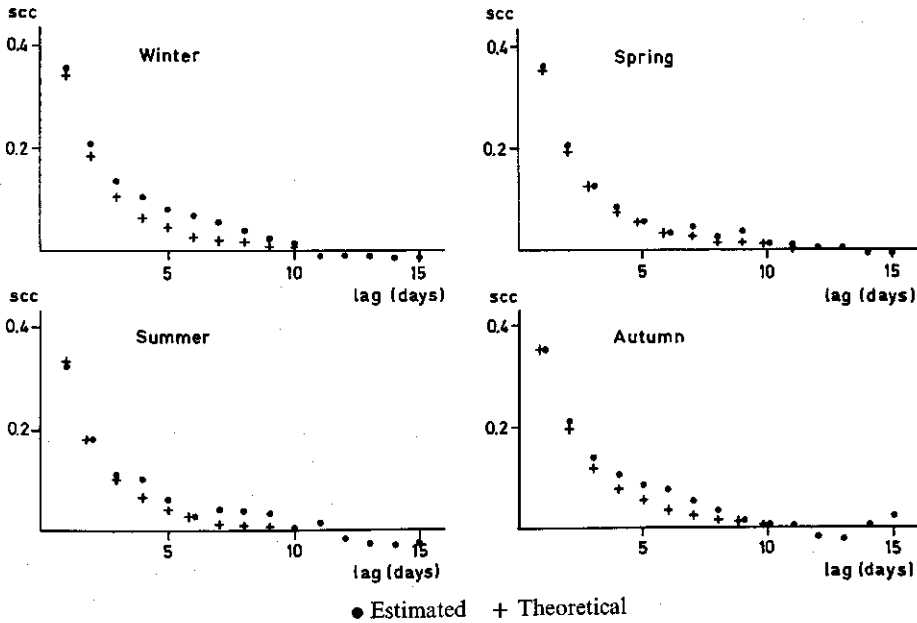 scc
0.4
Winter
0.2
5
10
15
lag (days)
scc
0.4
Spring
0.2
5
10
15
lag (days)
scc
0.4
Summer
0.2
5
10
15
lag (days)
scc
0.4
Autumn
0.2
5
10
15
lag (days)
● Estimated + Theoretical